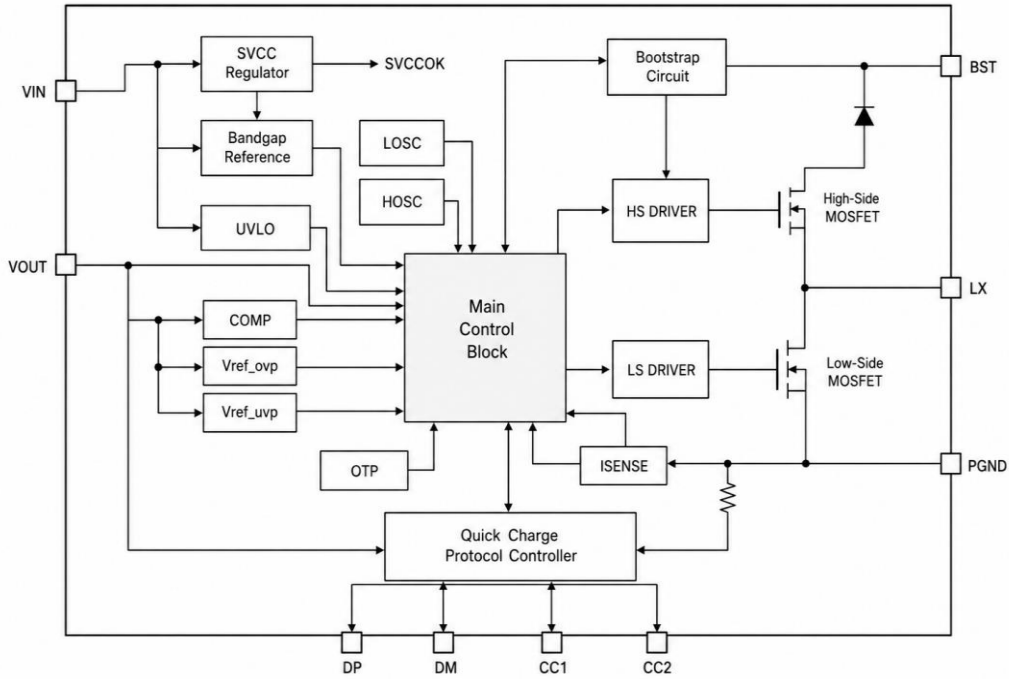 SVCC
Regulator
SVCCOK
Bootstrap
Circuit
BST
VIN
Bandgap
Reference
LOSC
HOSC
HS DRIVER
High-Side
MOSFET
UVLO
VOUT
LX
Main
Control
Block
COMP
Vref_ovp
LS DRIVER
Low-Side
MOSFET
Vref_uvp
OTP
ISENSE
PGND
Quick Charge
Protocol Controller
DP
DM
CC1
CC2